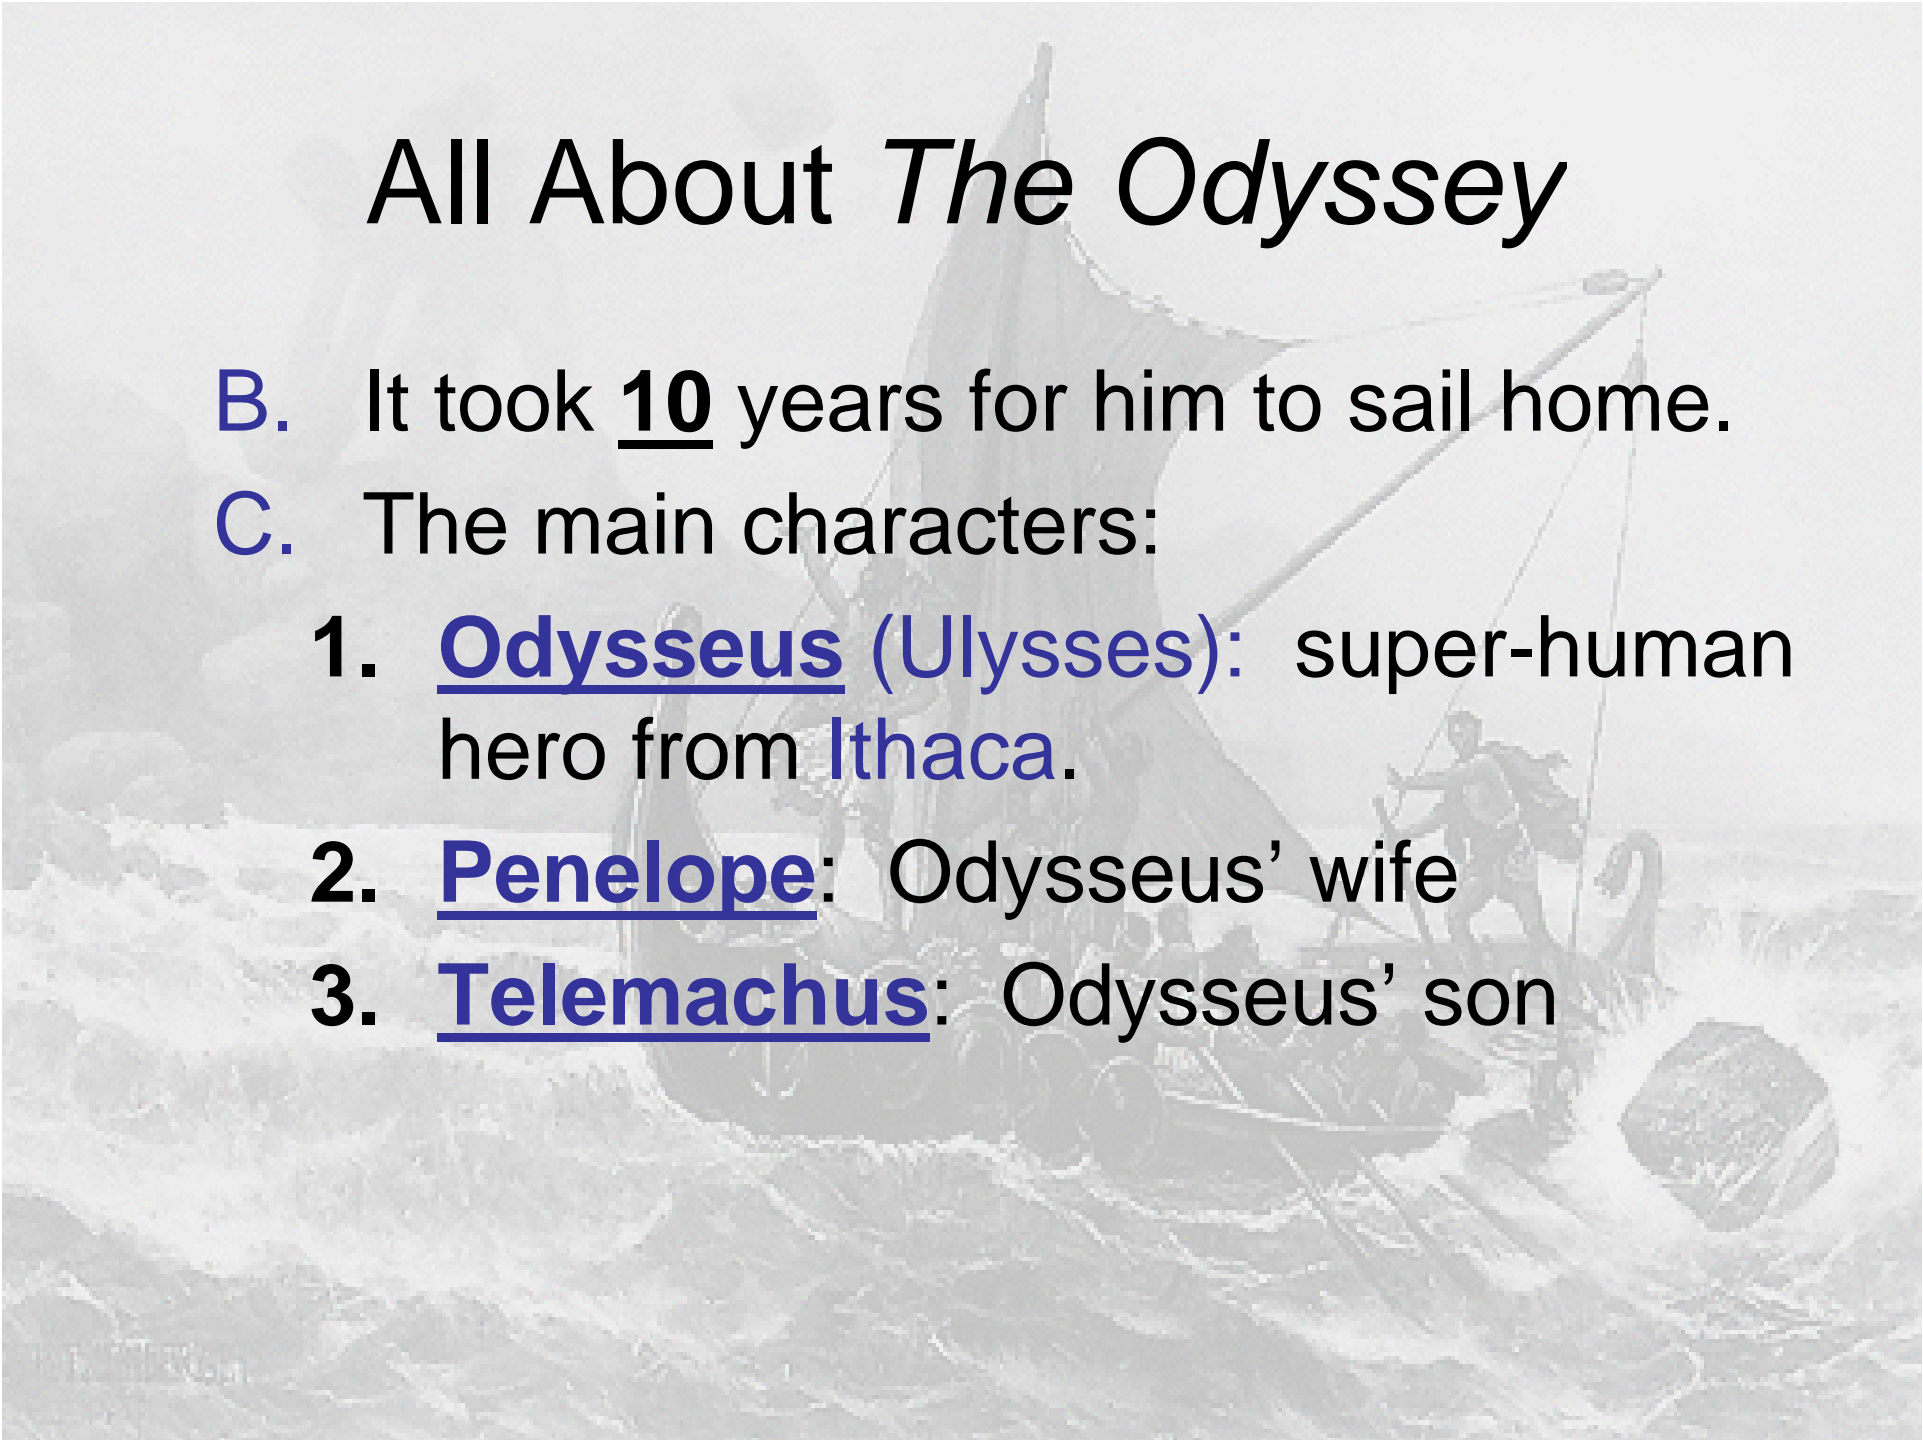 All About The Odyssey
B. It took 10 years for him to sail home.
C. The main characters:
1. Odysseus (Ulysses): super-human
hero from Ithaca.
2. Penelope: Odysseus’ wife
3. Telemachus: Odysseus’ son